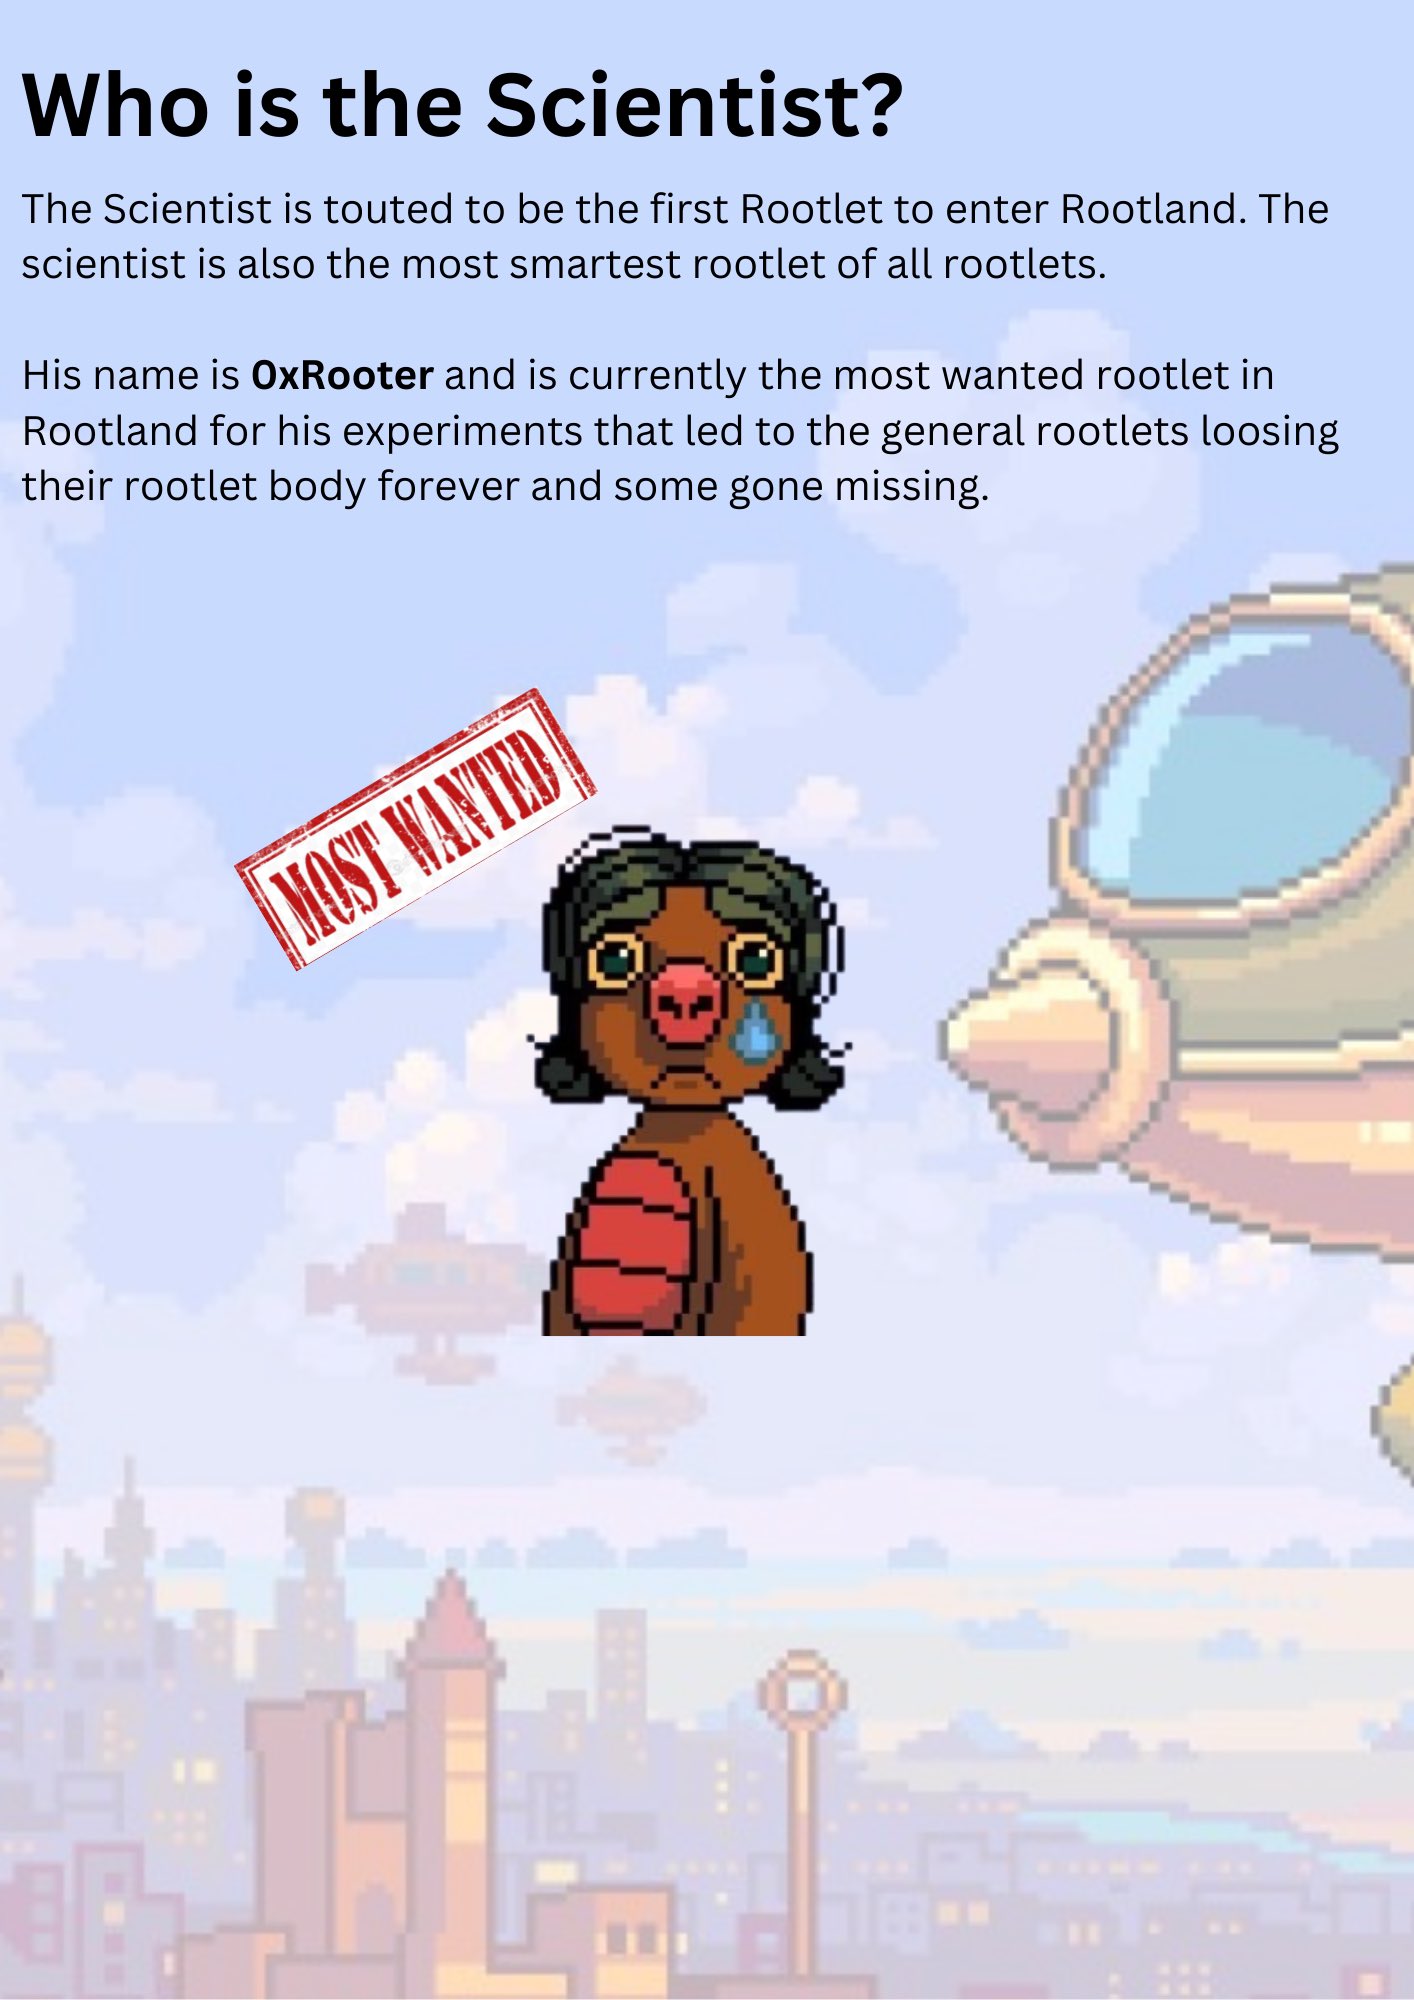 Who is the Scientist?
The Scientist is touted to be the first Rootlet to enter Rootland. The
scientist is also the most smartest rootlet of all rootlets.
His name is 0xRooter and is currently the most wanted rootlet in
Rootland for his experiments that led to the general rootlets loosing
their rootlet body forever and some gone missing.
MOST WANTED